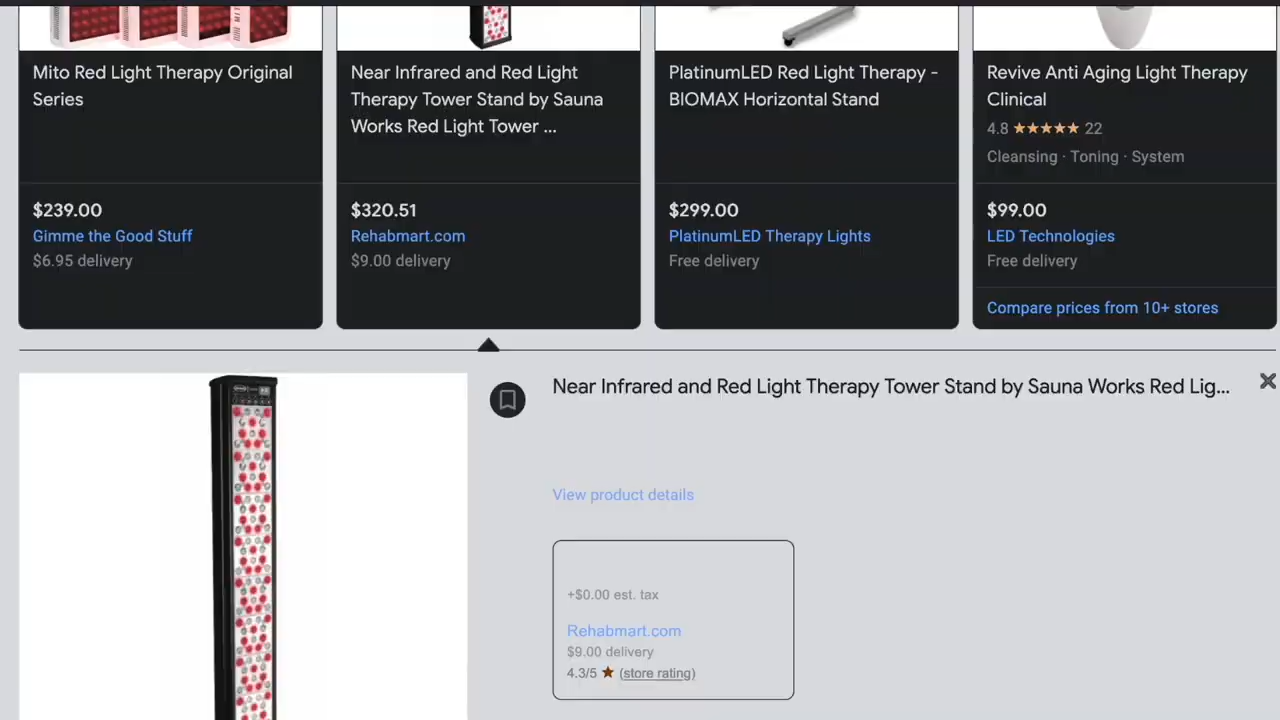 Mito Red Light Therapy Original
Series
$239.00
Gimme the Good Stuff
$6.95 delivery
Near Infrared and Red Light
Therapy Tower Stand by Sauna
Works Red Light Tower ...
$320.51
Rehabmart.com
$9.00 delivery
PlatinumLED Red Light Therapy -
BIOMAX Horizontal Stand
$299.00
PlatinumLED Therapy Lights
Free delivery
Revive Anti Aging Light Therapy
Clinical
4.8 ★★★★★ 22
Cleansing · Toning · System
$99.00
LED Technologies
Free delivery
Compare prices from 10+ stores
Near Infrared and Red Light Therapy Tower Stand by Sauna Works Red Lig...
View product details
+$0.00 est. tax
Rehabmart.com
$9.00 delivery
4.3/5 ★ (store rating)